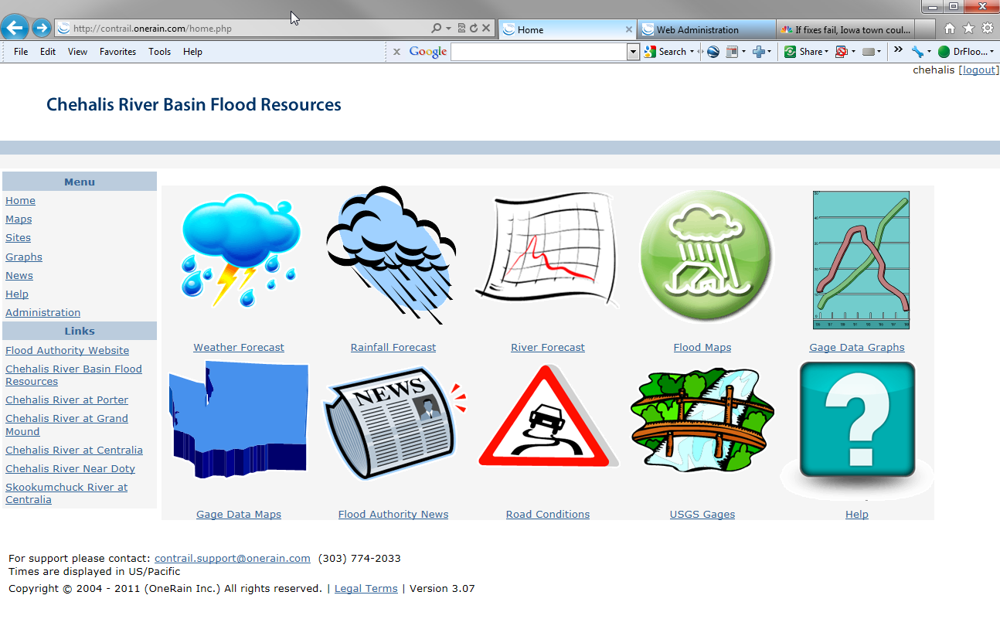 http://contrail.onerain.com/home.php
Home
Web Administration
If fixes fail, Iowa town coul...
File Edit View Favorites Tools Help
Google
Search
Share
DrFloo...
chehalis [logout]
Chehalis River Basin Flood Resources
Menu
Home
Maps
Sites
Graphs
News
Help
Administration
Links
Flood Authority Website
Chehalis River Basin Flood
Resources
Chehalis River at Porter
Chehalis River at Grand
Mound
Chehalis River at Centralia
Chehalis River Near Doty
Skookumchuck River at
Centralia
Weather Forecast
Rainfall Forecast
River Forecast
Flood Maps
Gage Data Graphs
NEWS
?
Gage Data Maps
Flood Authority News
Road Conditions
USGS Gages
Help
For support please contact: contrail.support@onerain.com (303) 774-2033
Times are displayed in US/Pacific
Copyright © 2004 - 2011 (OneRain Inc.) All rights reserved. | Legal Terms | Version 3.07